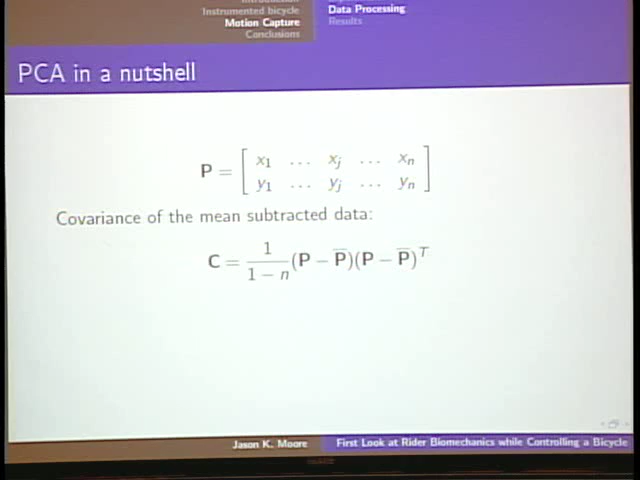 Introduction
Instrumented bicycle
Motion Capture
Conclusions
Data Processing
Results
PCA in a nutshell
P = [ x₁ … xⱼ … xₙ
y₁ … yⱼ … yₙ ]
Covariance of the mean subtracted data:
C = 1/(1 − n) (P − P̅)(P − P̅)ᵀ
Jason K. Moore First Look at Rider Biomechanics while Controlling a Bicycle